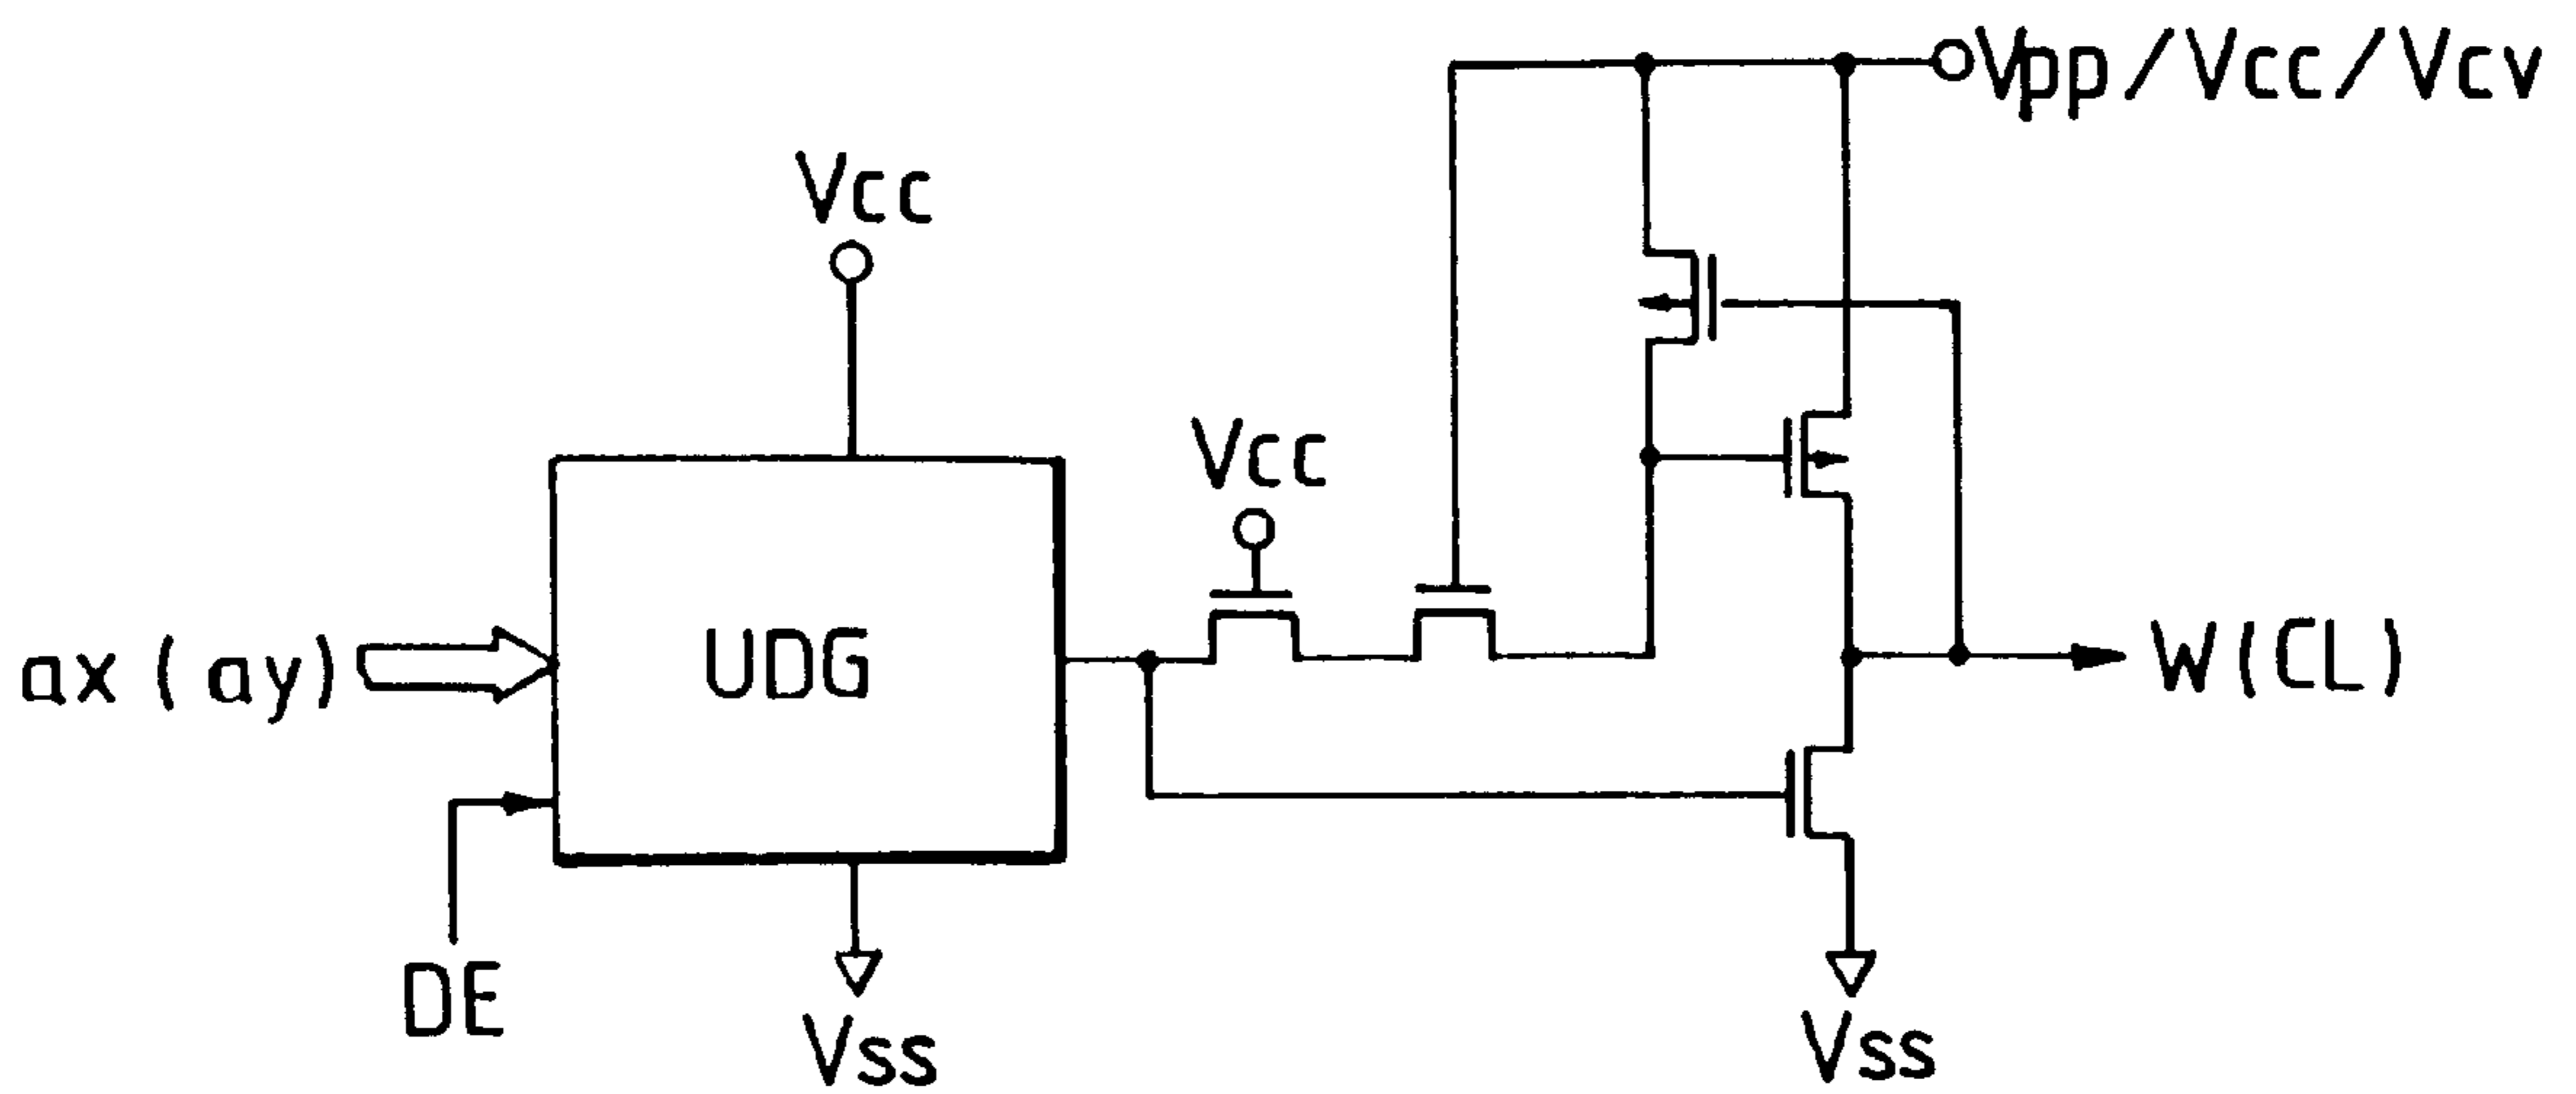 Vpp/Vcc/Vcv
Vcc
Vcc
UDG
ax(ay)
W(CL)
DE
Vss
Vss